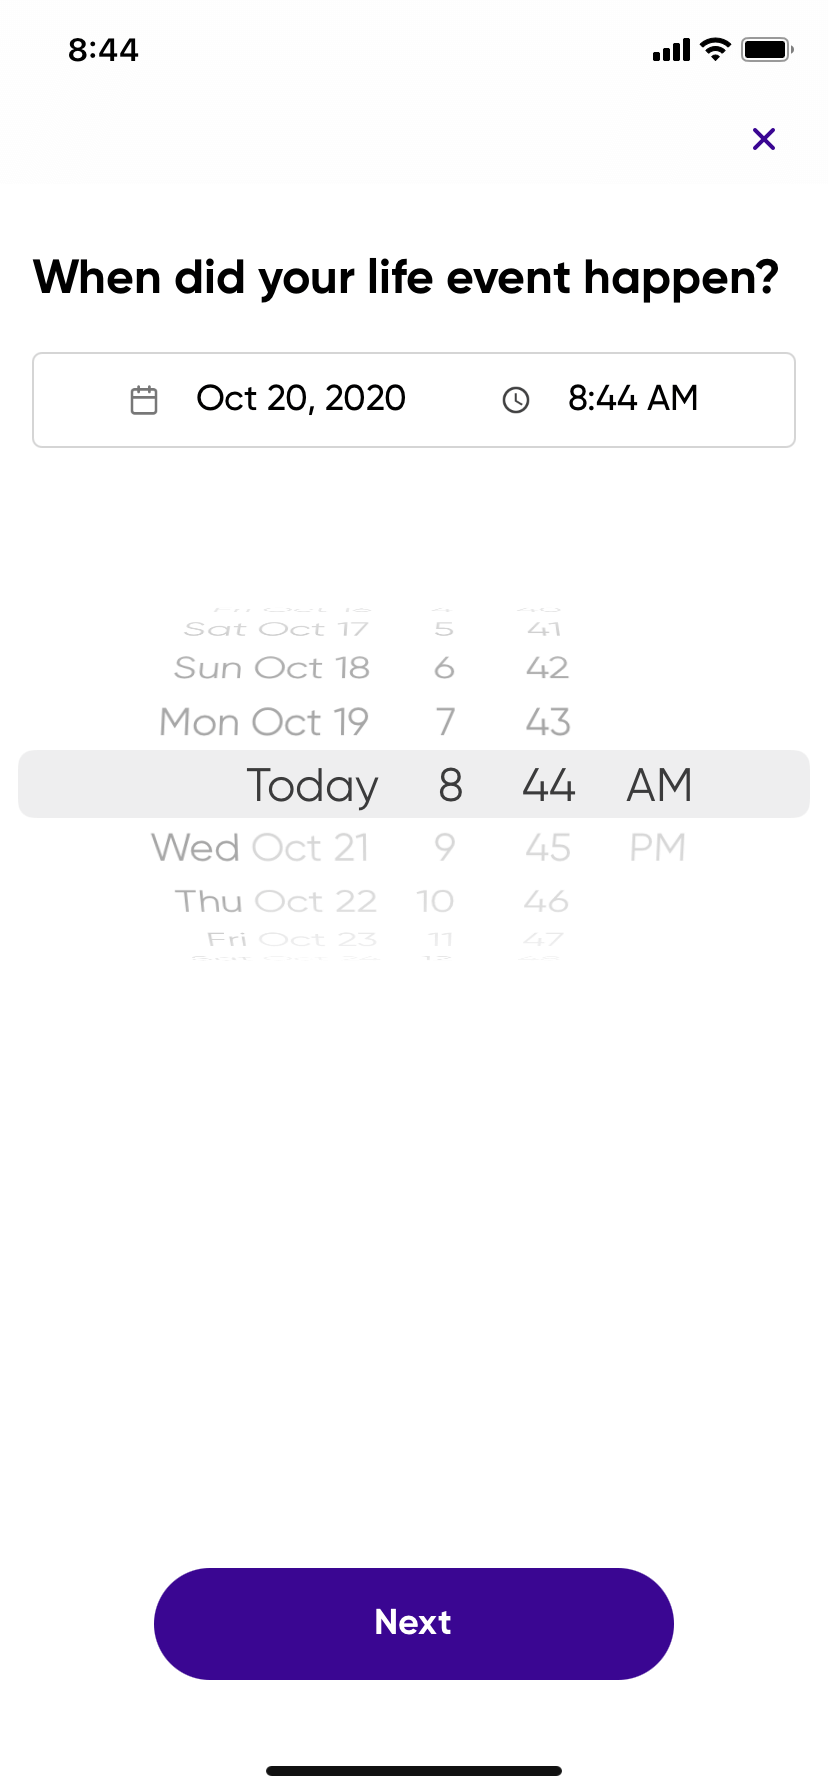 8:44
When did your life event happen?
Oct 20, 2020 8:44 AM
Sat Oct 17 5 41
Sun Oct 18 6 42
Mon Oct 19 7 43
Today 8 44 AM
Wed Oct 21 9 45 PM
Thu Oct 22 10 46
Fri Oct 23 11 47
Next